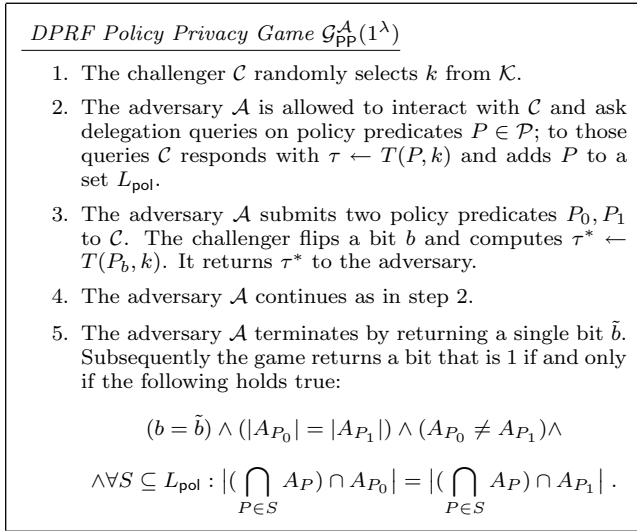 DPRF Policy Privacy Game 𝒢_PP^𝒜(1^λ)
1. The challenger 𝒞 randomly selects k from 𝒦.
2. The adversary 𝒜 is allowed to interact with 𝒞 and ask
delegation queries on policy predicates P ∈ 𝒫; to those
queries 𝒞 responds with τ ← T(P, k) and adds P to a
set L_pol.
3. The adversary 𝒜 submits two policy predicates P_0, P_1
to 𝒞. The challenger flips a bit b and computes τ* ←
T(P_b, k). It returns τ* to the adversary.
4. The adversary 𝒜 continues as in step 2.
5. The adversary 𝒜 terminates by returning a single bit b̃.
Subsequently the game returns a bit that is 1 if and only
if the following holds true:
(b = b̃) ∧ (|A_{P_0}| = |A_{P_1}|) ∧ (A_{P_0} ≠ A_{P_1})∧
∧∀S ⊆ L_pol : |(⋂_{P∈S} A_P) ∩ A_{P_0}| = |(⋂_{P∈S} A_P) ∩ A_{P_1}| .